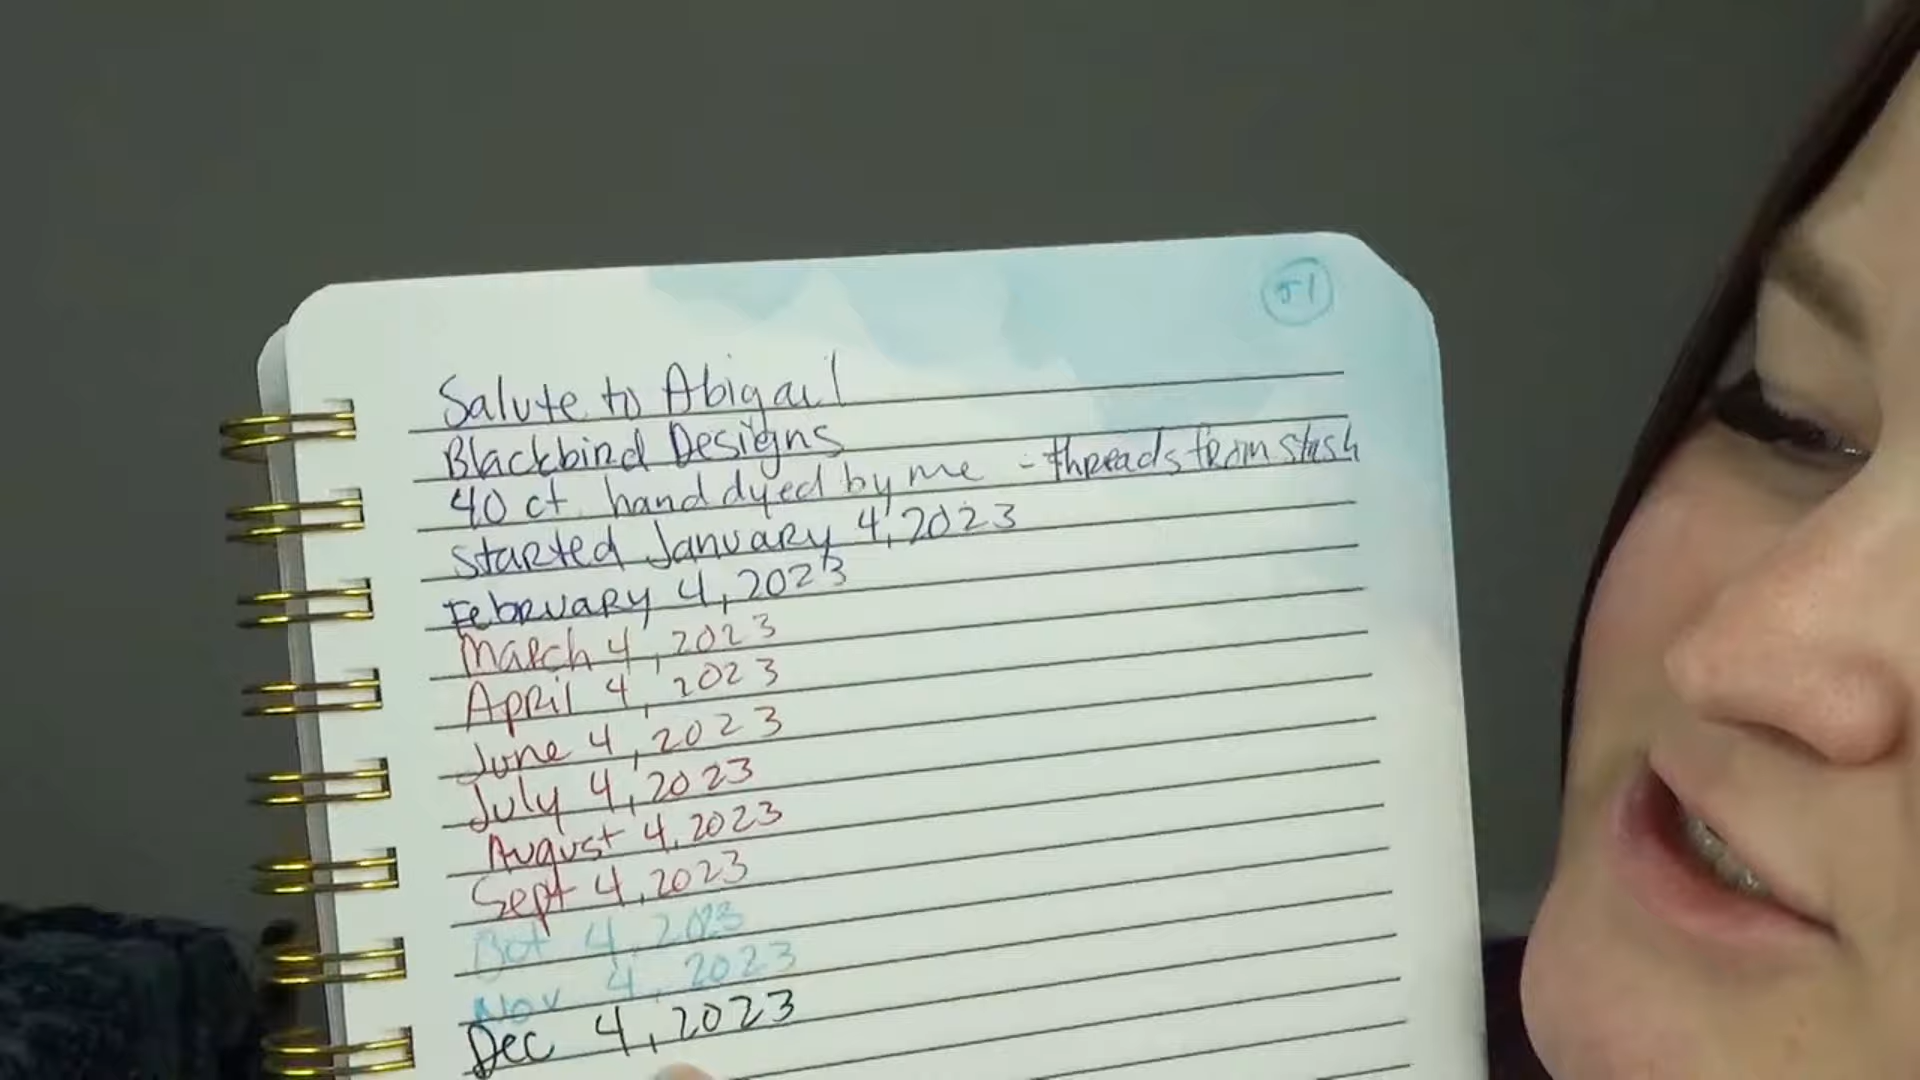 51
Salute to Abigail
Blackbird Designs
40 ct. hand dyed by me - threads from stash
started January 4, 2023
February 4, 2023
March 4, 2023
April 4, 2023
June 4, 2023
July 4, 2023
August 4, 2023
Sept 4, 2023
Oct 4, 2023
Nov 4, 2023
Dec 4, 2023